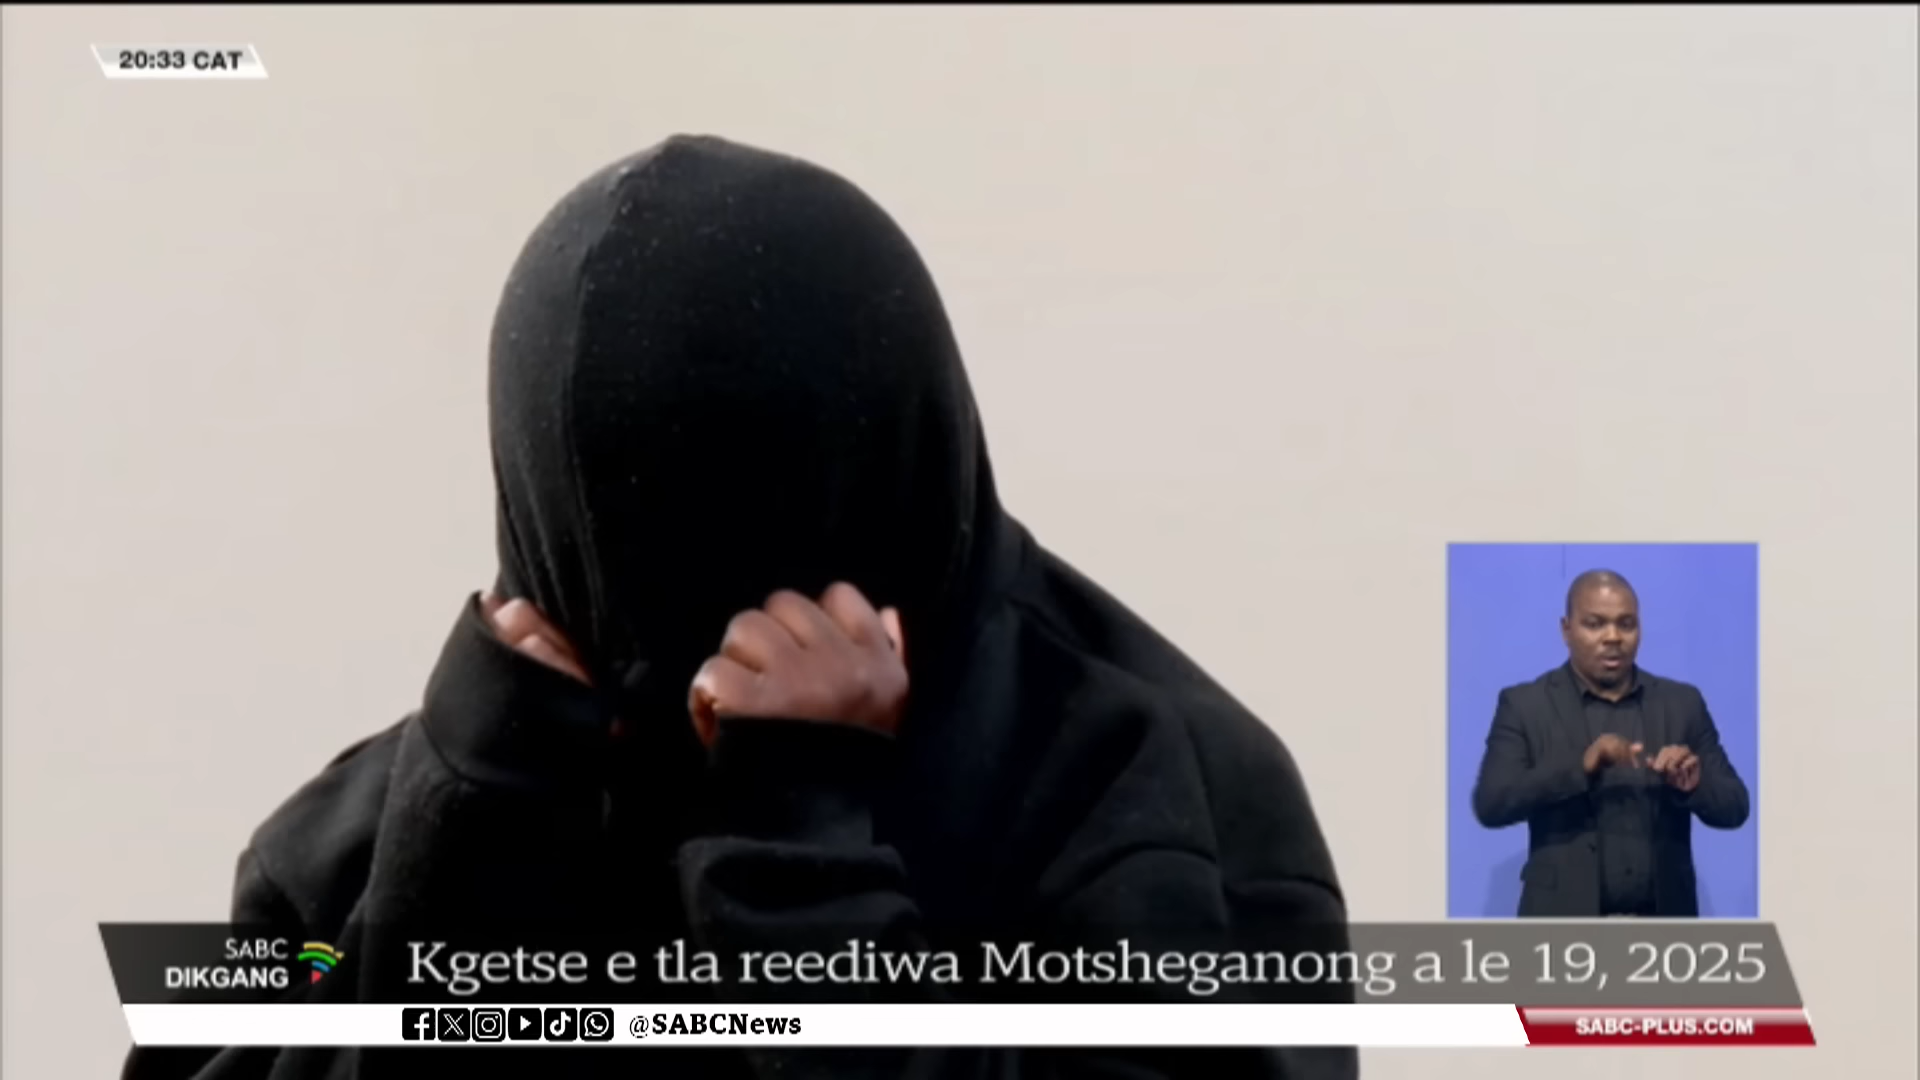 20:33 CAT
SABC
DIKGANG
Kgetse e tla reediwa Motsheganong a le 19, 2025
@SABCNews
SABC-PLUS.COM